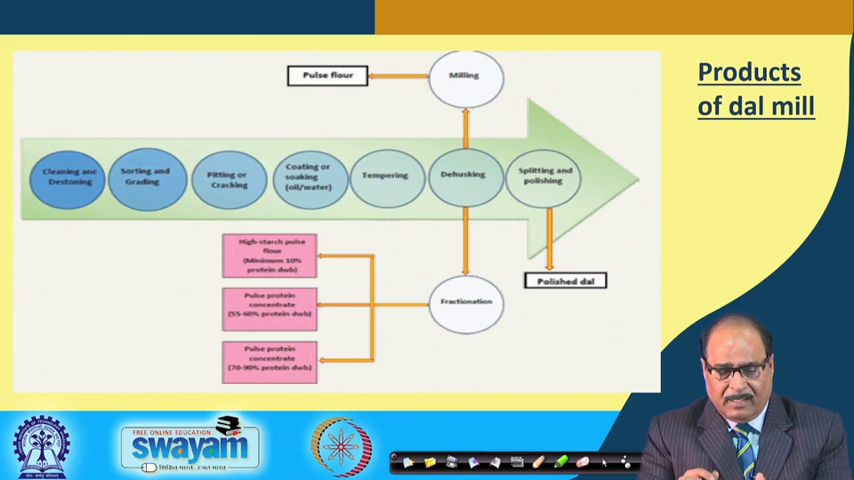 Products
of dal mill
Pulse flour
Milling
Cleaning and
Destoning
Sorting and
Grading
Pitting or
Cracking
Coating or
soaking
(oil/water)
Tempering
Dehusking
Splitting and
polishing
High-starch pulse
flour
(Minimum 10%
protein dwb)
Pulse protein
concentrate
(55-60% protein dwb)
Pulse protein
concentrate
(70-90% protein dwb)
Fractionation
Polished dal
FREE ONLINE EDUCATION
swayam